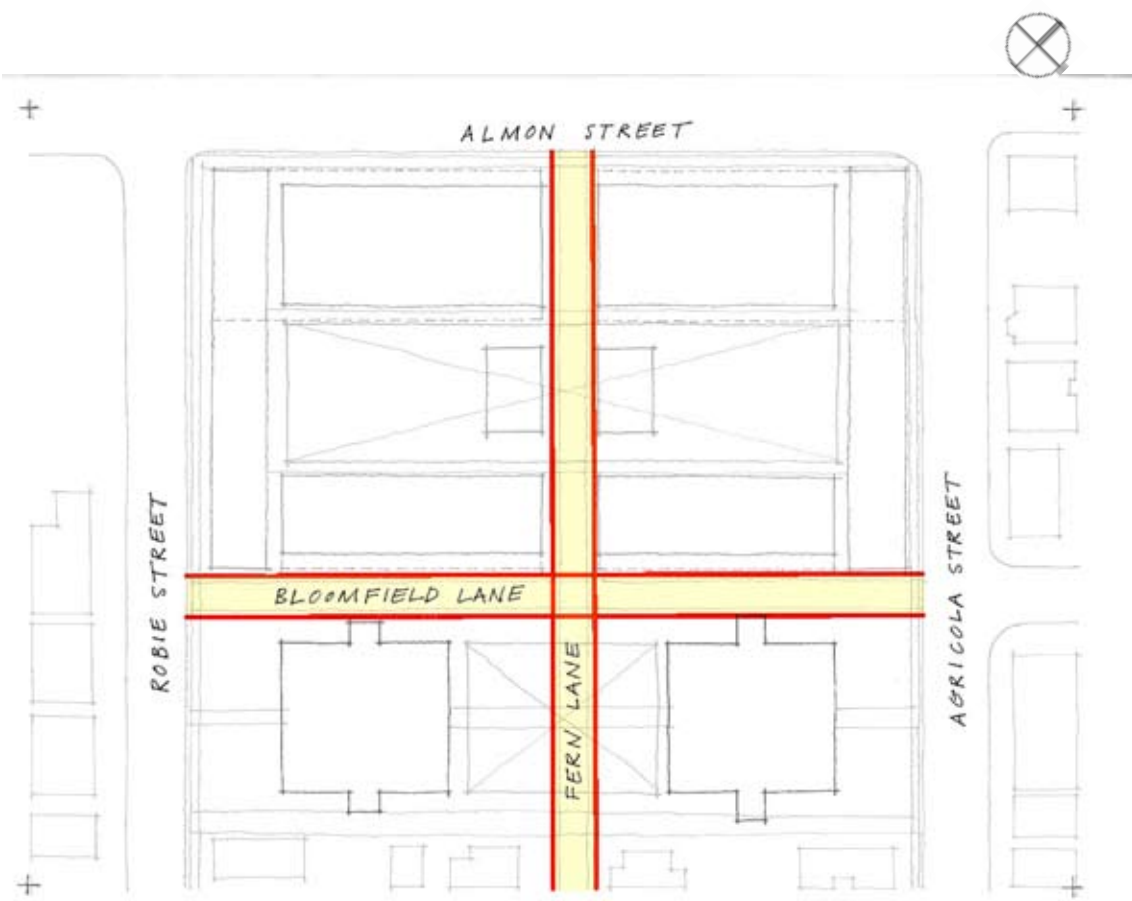 ALMON STREET
ROBIE STREET
BLOOMFIELD LANE
FERN LANE
AGRICOLA STREET